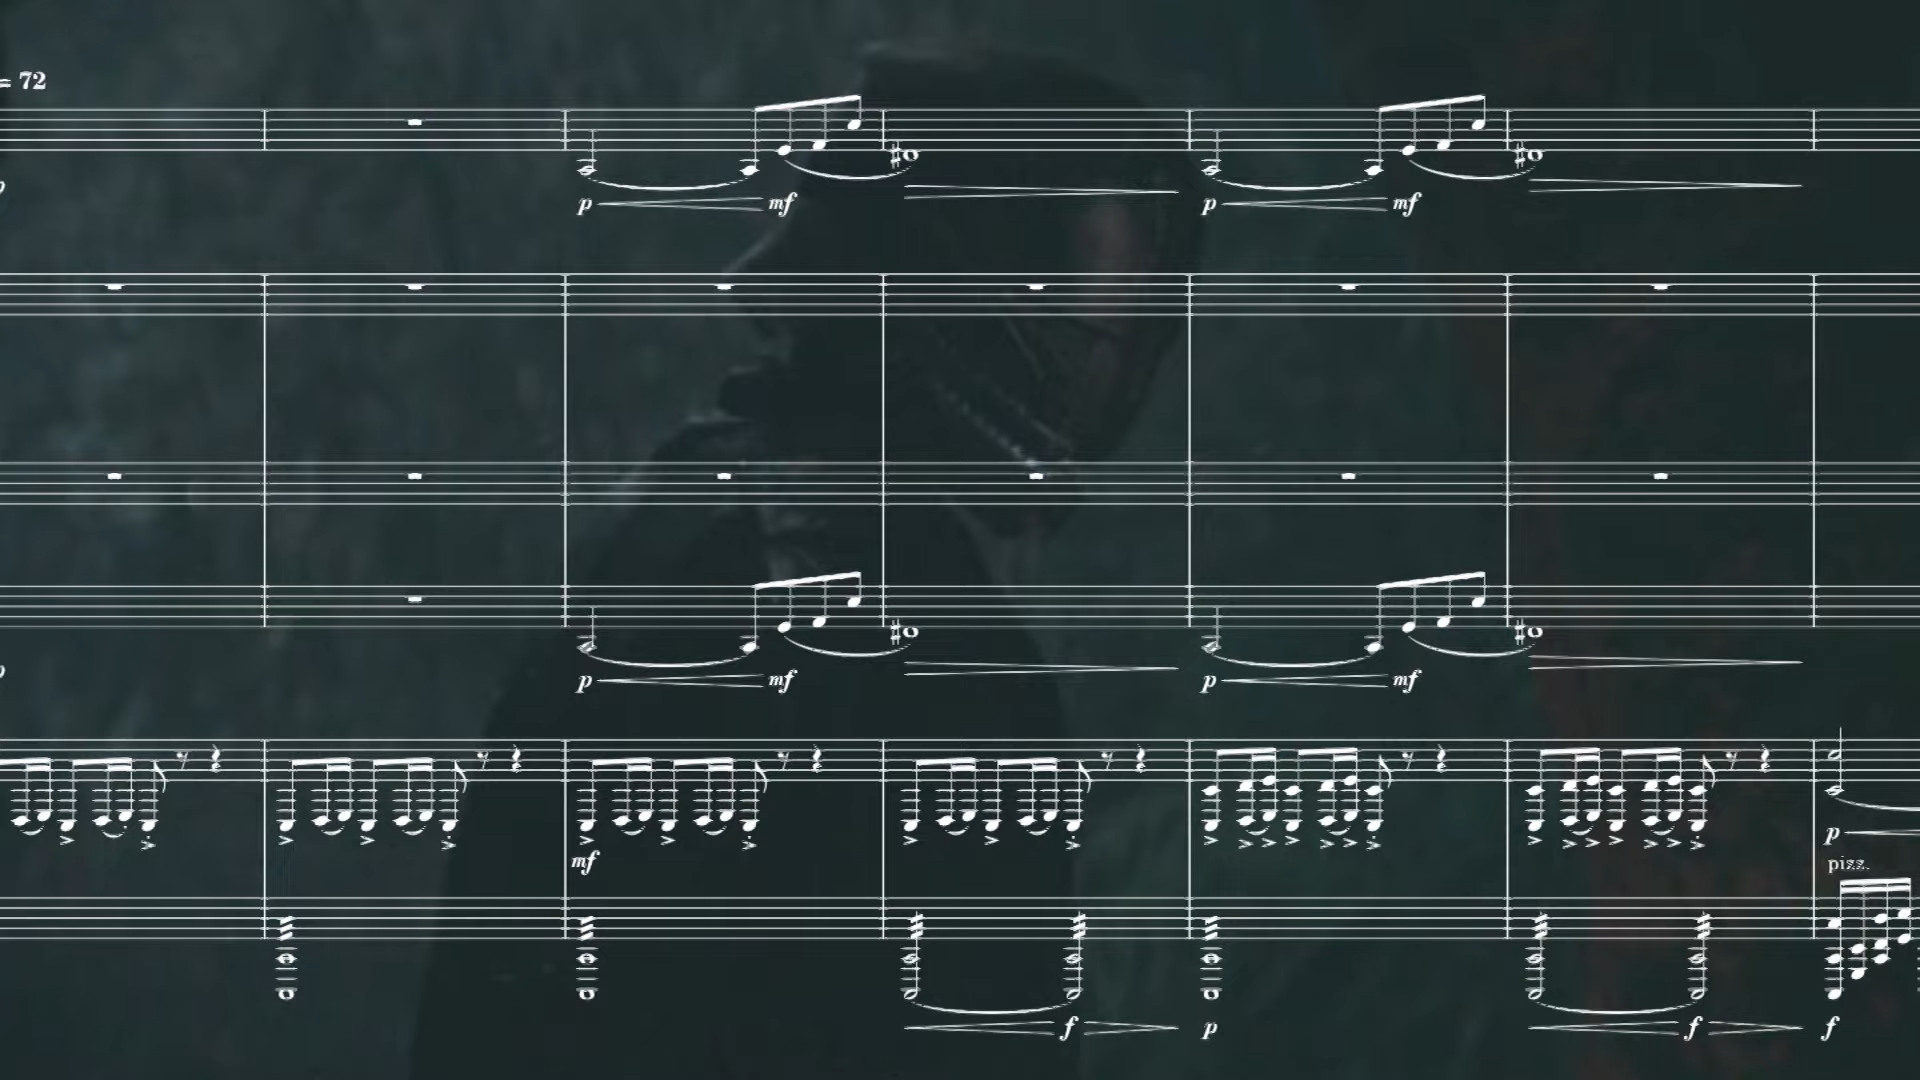 = 72
p mf p mf
p
p mf p mf
p
mf
p
pizz.
f p f f